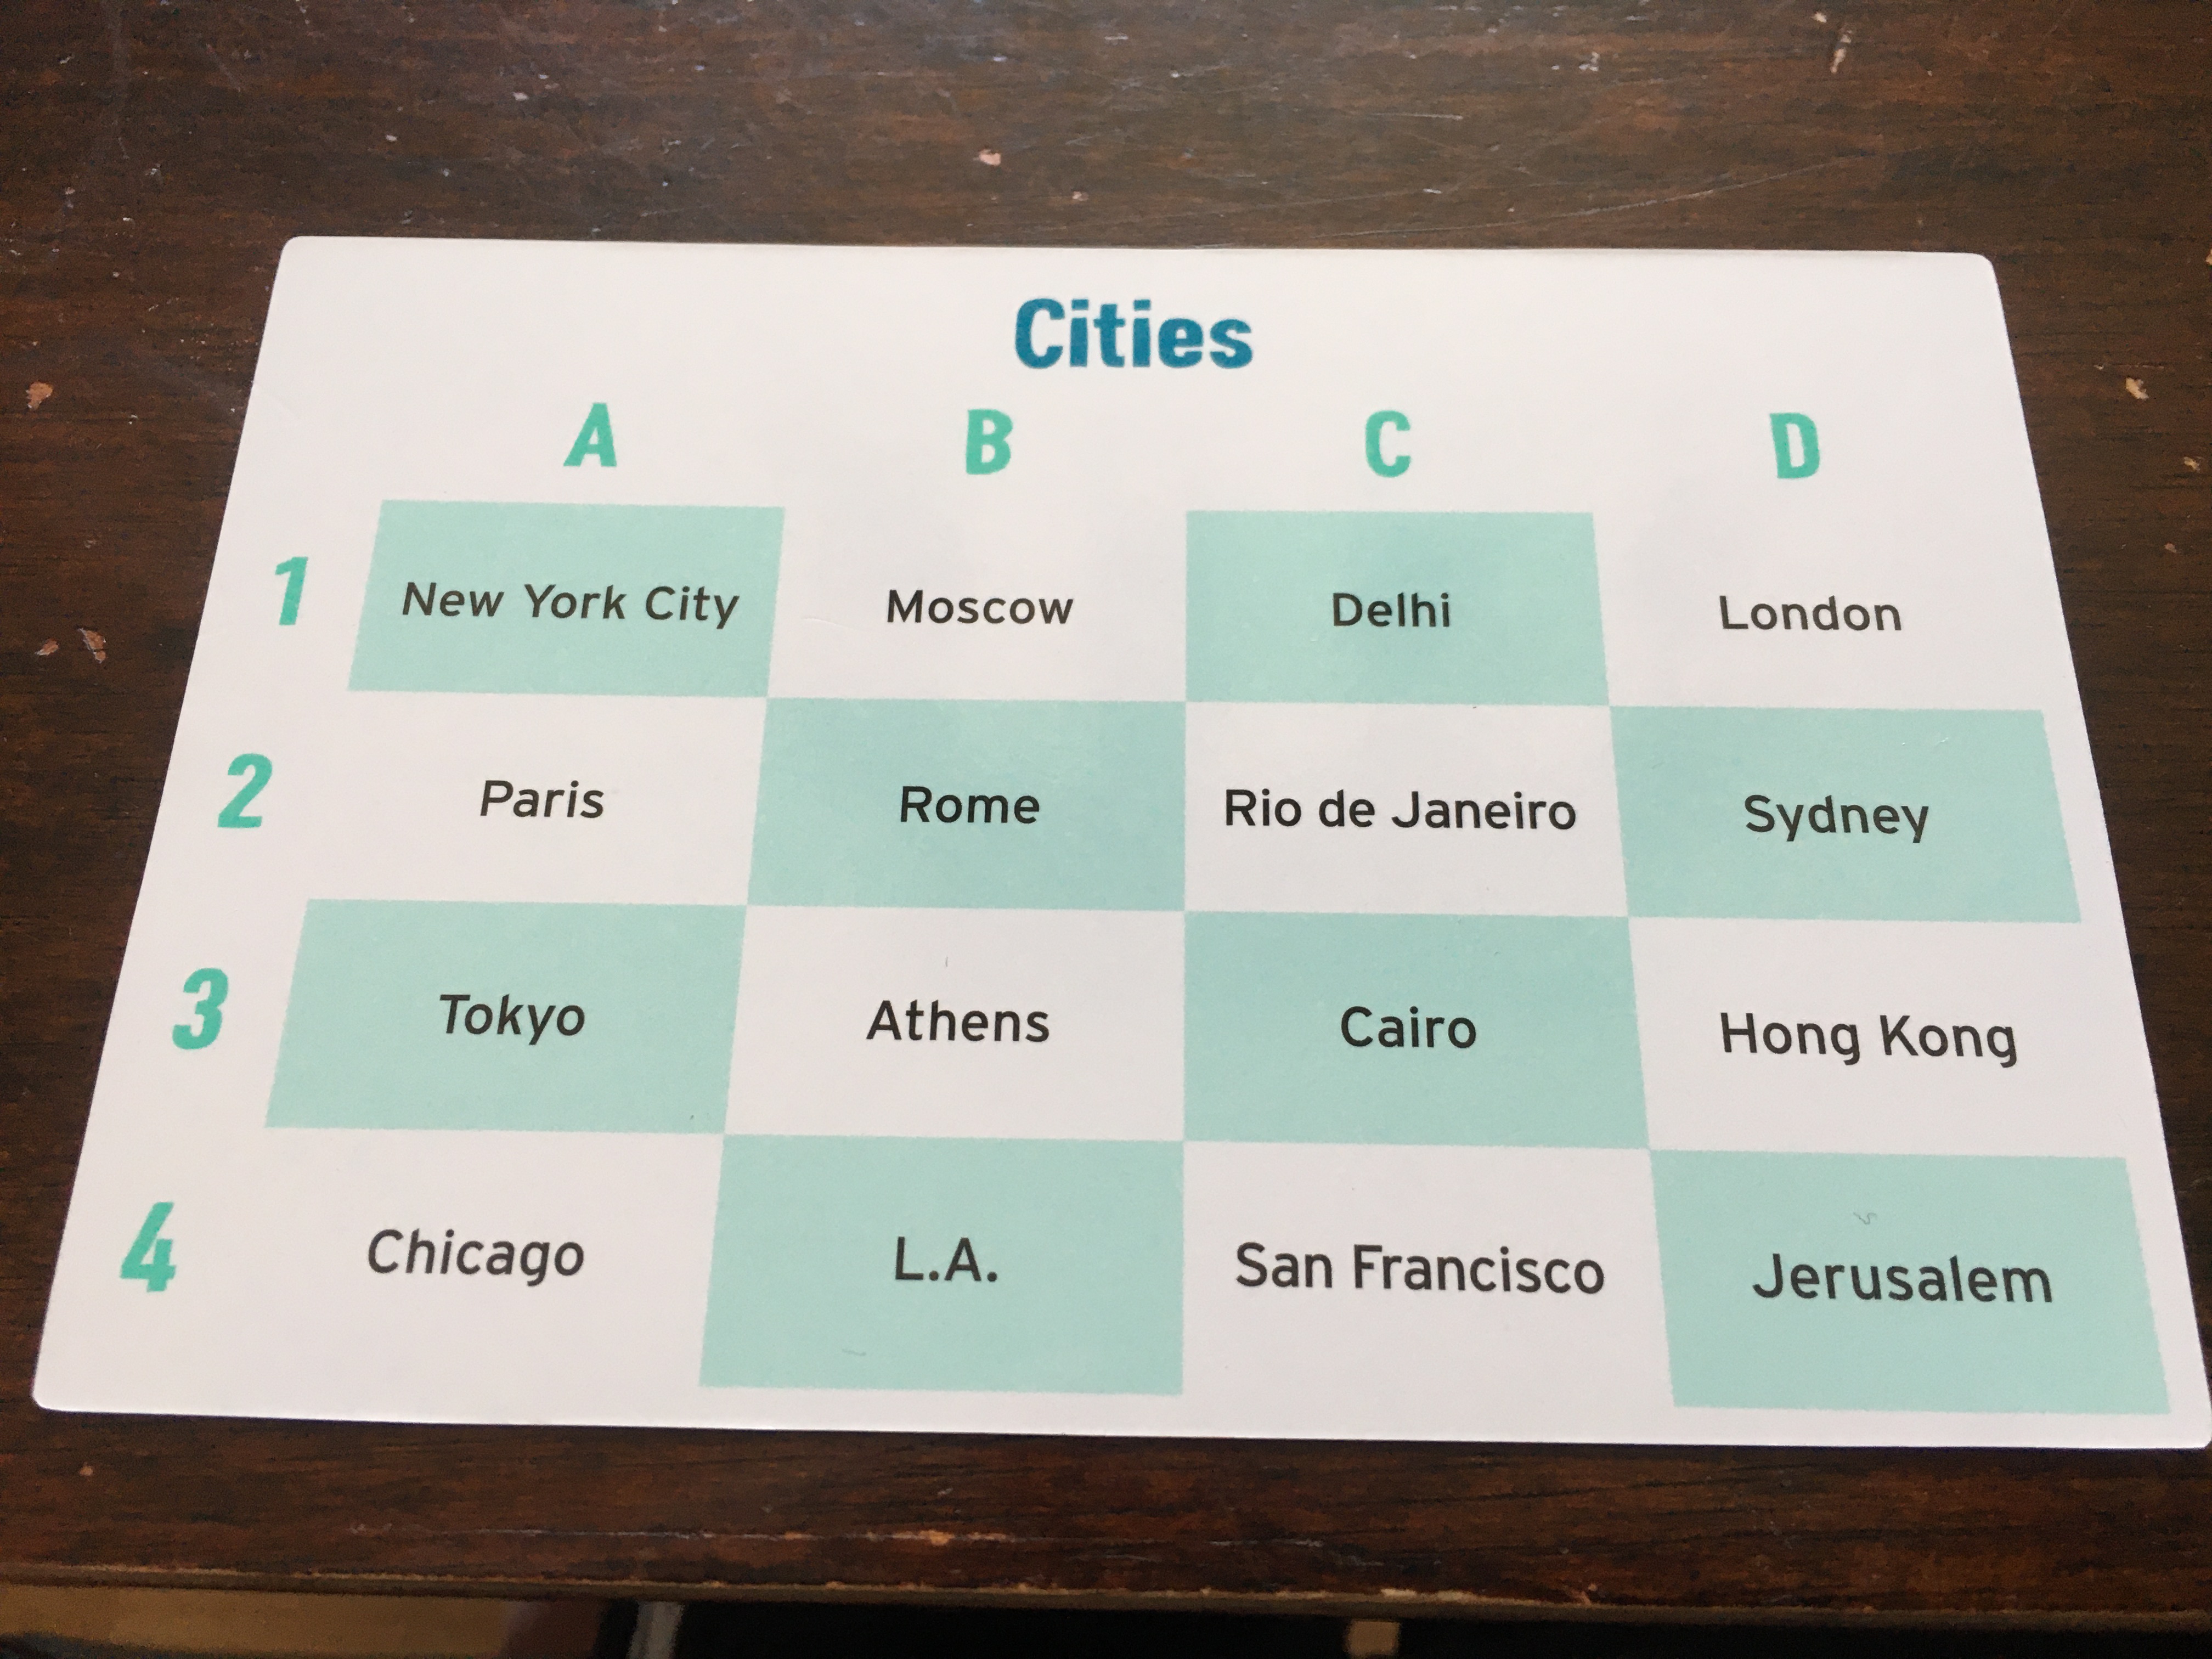 Cities
A B C D
1 New York City Moscow Delhi London
2 Paris Rome Rio de Janeiro Sydney
3 Tokyo Athens Cairo Hong Kong
4 Chicago L.A. San Francisco Jerusalem